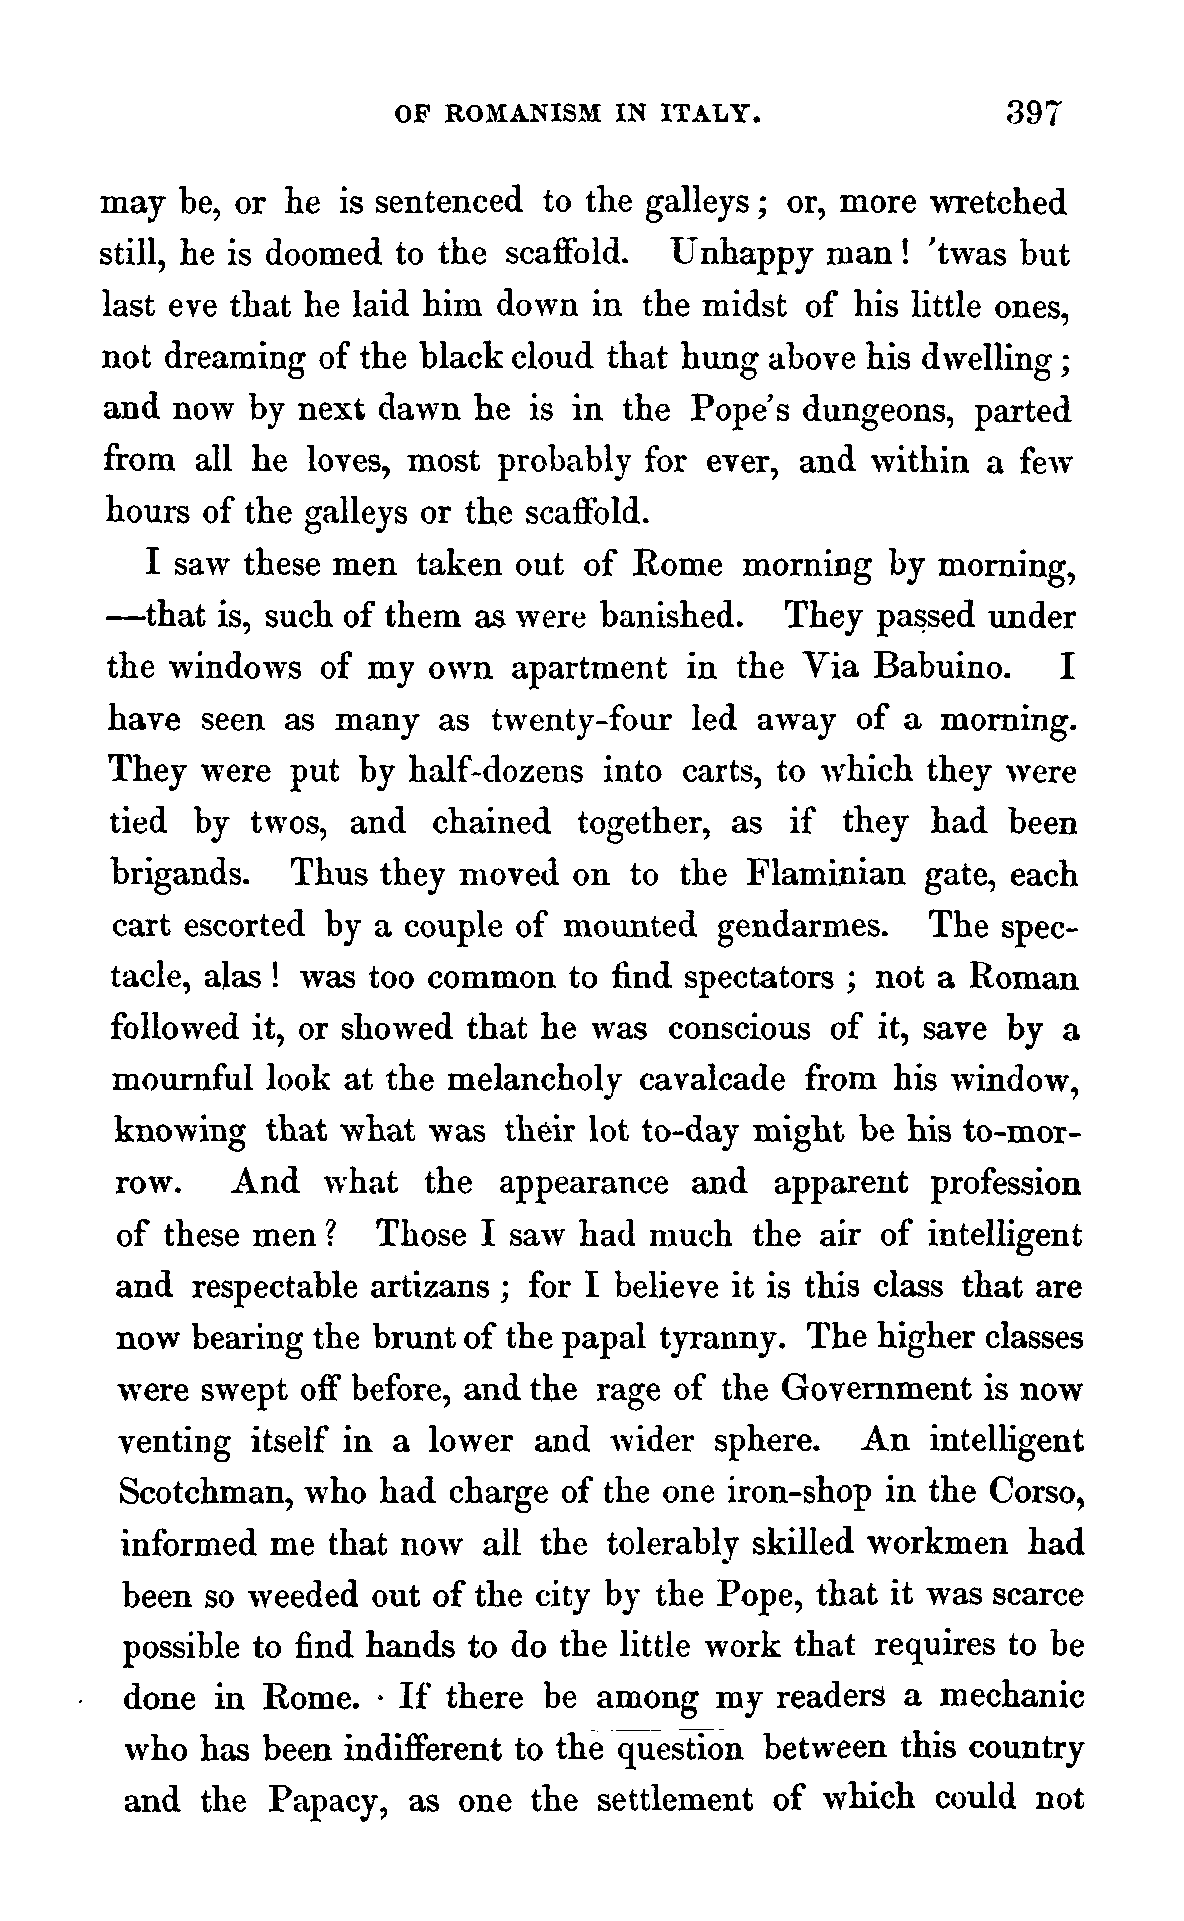 OF ROMANISM IN ITALY. 397
may be, or he is sentenced to the galleys; or, more wretched
still, he is doomed to the scaffold. Unhappy man! 'twas but
last eve that he laid him down in the midst of his little ones,
not dreaming of the black cloud that hung above his dwelling;
and now by next dawn he is in the Pope's dungeons, parted
from all he loves, most probably for ever, and within a few
hours of the galleys or the scaffold.
I saw these men taken out of Rome morning by morning,
—that is, such of them as were banished. They passed under
the windows of my own apartment in the Via Babuino. I
have seen as many as twenty-four led away of a morning.
They were put by half-dozens into carts, to which they were
tied by twos, and chained together, as if they had been
brigands. Thus they moved on to the Flaminian gate, each
cart escorted by a couple of mounted gendarmes. The spec-
tacle, alas! was too common to find spectators; not a Roman
followed it, or showed that he was conscious of it, save by a
mournful look at the melancholy cavalcade from his window,
knowing that what was their lot to-day might be his to-mor-
row. And what the appearance and apparent profession
of these men? Those I saw had much the air of intelligent
and respectable artizans; for I believe it is this class that are
now bearing the brunt of the papal tyranny. The higher classes
were swept off before, and the rage of the Government is now
venting itself in a lower and wider sphere. An intelligent
Scotchman, who had charge of the one iron-shop in the Corso,
informed me that now all the tolerably skilled workmen had
been so weeded out of the city by the Pope, that it was scarce
possible to find hands to do the little work that requires to be
done in Rome. If there be among my readers a mechanic
who has been indifferent to the question between this country
and the Papacy, as one the settlement of which could not